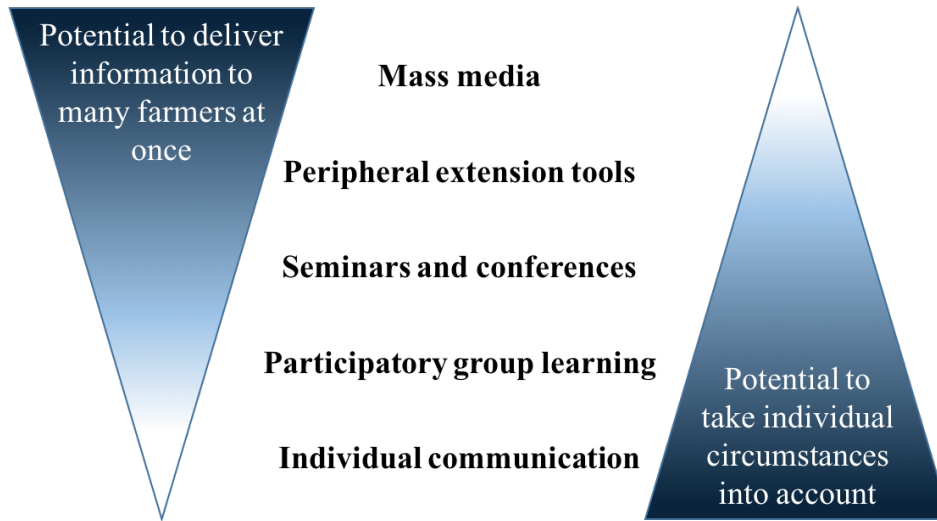 Potential to deliver
information to
many farmers at
once
Mass media
Peripheral extension tools
Seminars and conferences
Participatory group learning
Individual communication
Potential to
take individual
circumstances
into account